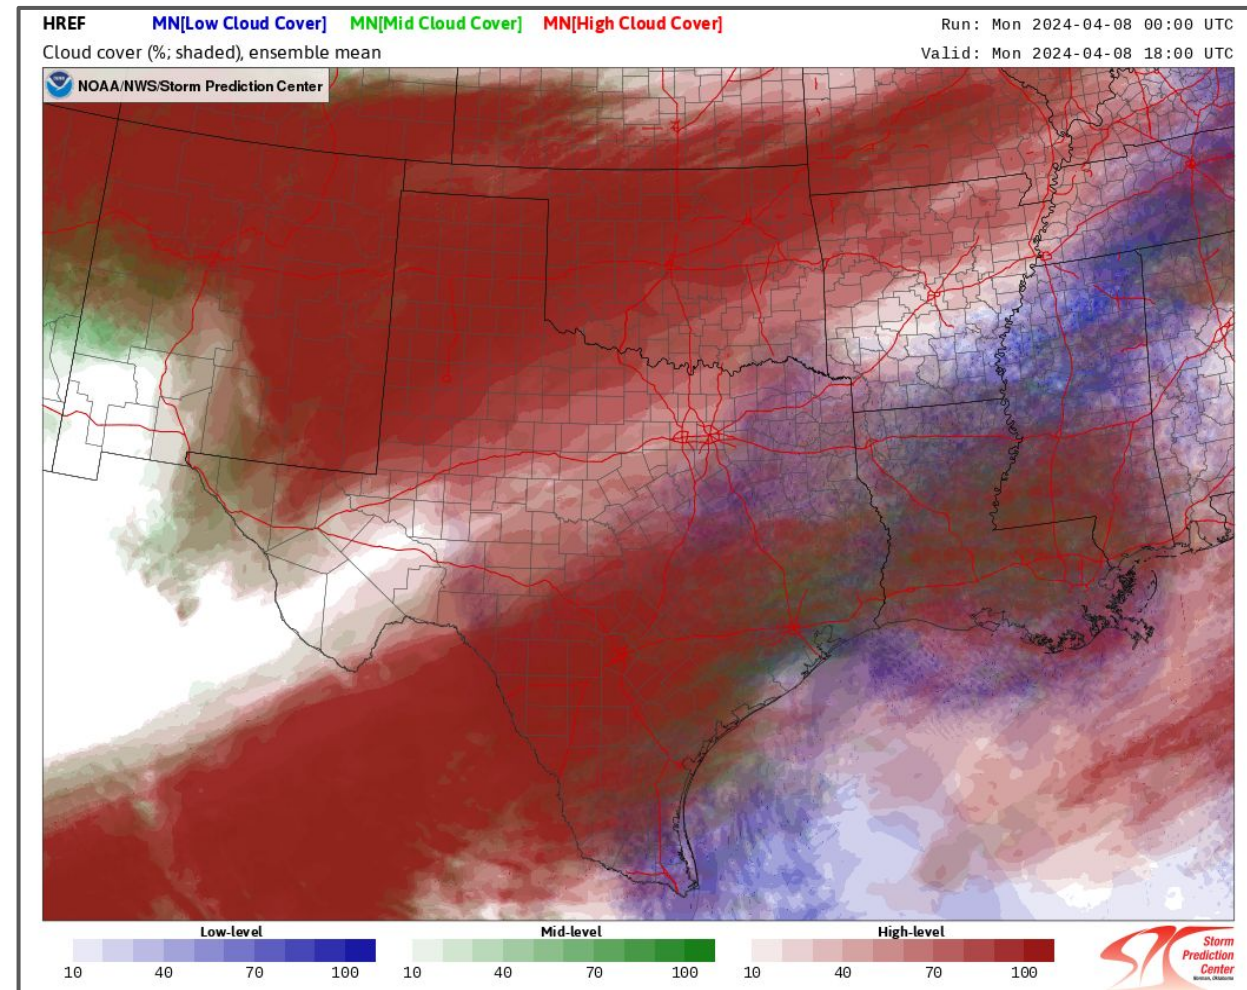 HREF MN[Low Cloud Cover] MN[Mid Cloud Cover] MN[High Cloud Cover] Run: Mon 2024-04-08 00:00 UTC
Cloud cover (%; shaded), ensemble mean Valid: Mon 2024-04-08 18:00 UTC
NOAA/NWS/Storm Prediction Center
Low-level Mid-level High-level
10 40 70 100 10 40 70 100 10 40 70 100
Storm
Prediction
Center
Norman, Oklahoma